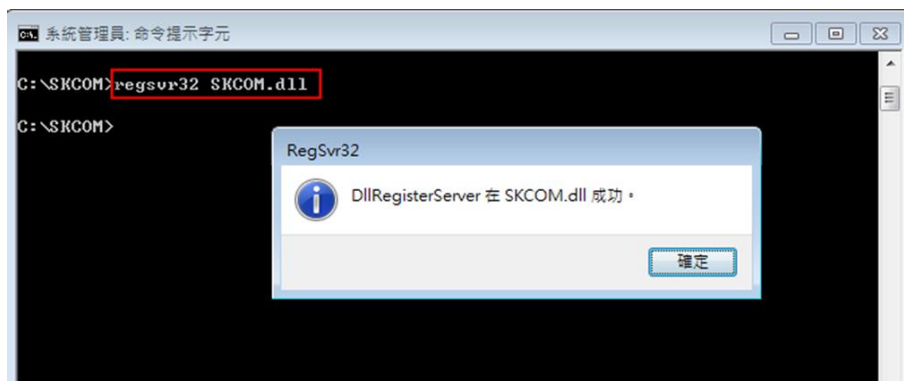 系統管理員: 命令提示字元
C:\SKCOM>regsvr32 SKCOM.dll
C:\SKCOM>
RegSvr32
DllRegisterServer 在 SKCOM.dll 成功。
確定